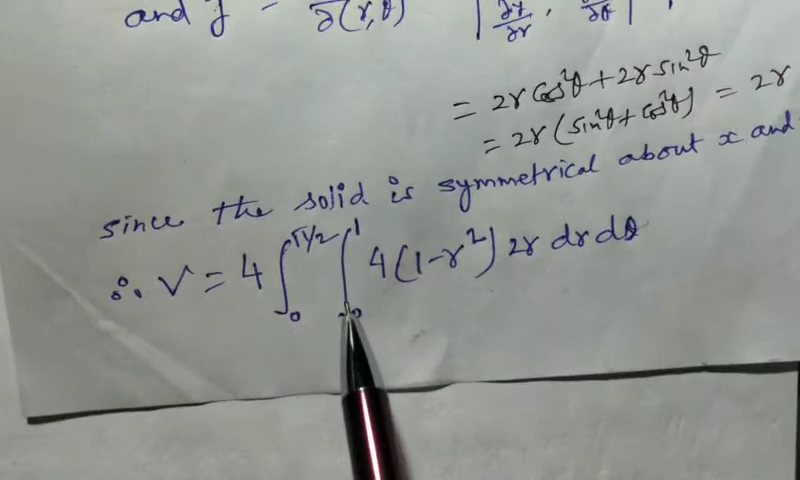 and J = ∂(r,θ) | ∂y/∂r , ∂θ |
= 2r cos²θ + 2r sin²θ
= 2r (sin²θ + cos²θ) = 2r
since the solid is symmetrical about x and
∴ V = 4 ∫₀^π/2 ∫₀^1 4(1-r²) 2r dr dθ